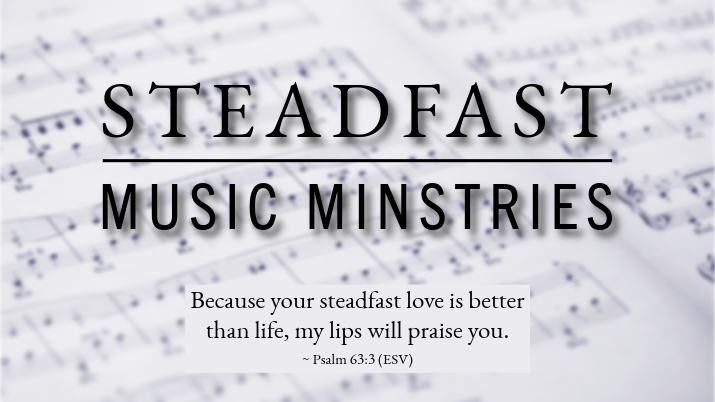 STEADFAST
MUSIC MINSTRIES
Because your steadfast love is better
than life, my lips will praise you.
~ Psalm 63:3 (ESV)